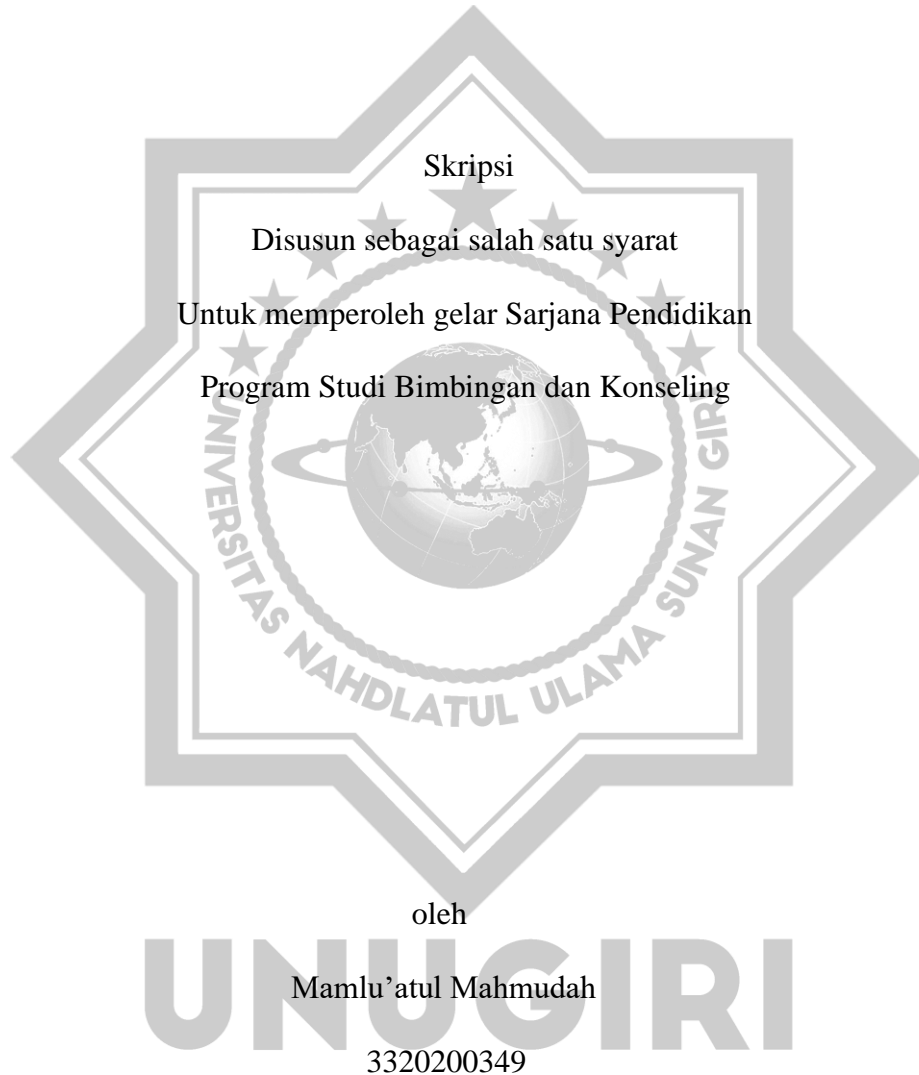 Skripsi
Disusun sebagai salah satu syarat
Untuk memperoleh gelar Sarjana Pendidikan
Program Studi Bimbingan dan Konseling
UNIVERSITAS NAHDLATUL ULAMA SUNAN GIRI
oleh
UNUGIRI
Mamlu’atul Mahmudah
3320200349